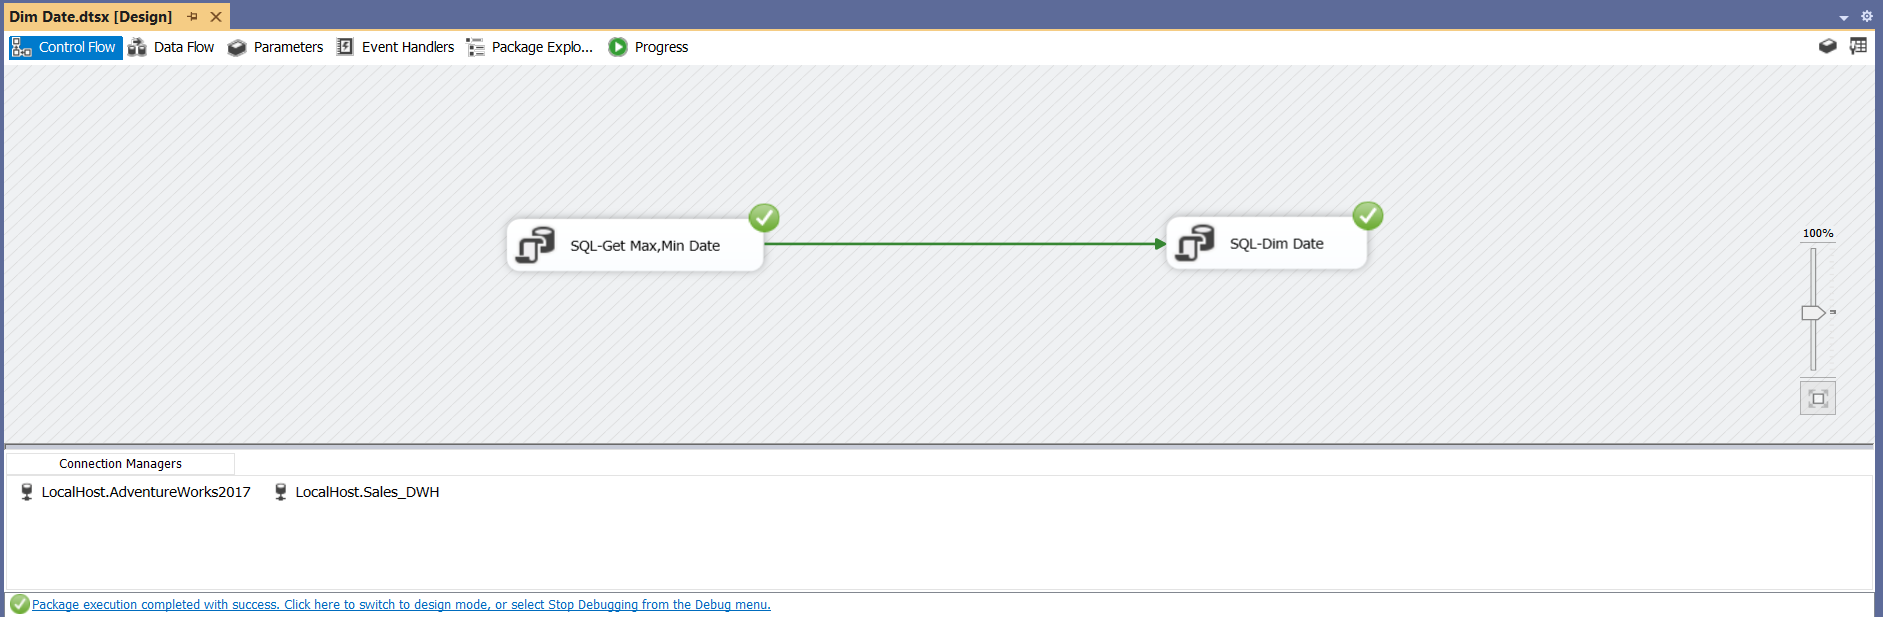 Dim Date.dtsx [Design]
Control Flow Data Flow Parameters Event Handlers Package Explo... Progress
SQL-Get Max,Min Date
SQL-Dim Date
100%
Connection Managers
LocalHost.AdventureWorks2017 LocalHost.Sales_DWH
Package execution completed with success. Click here to switch to design mode, or select Stop Debugging from the Debug menu.